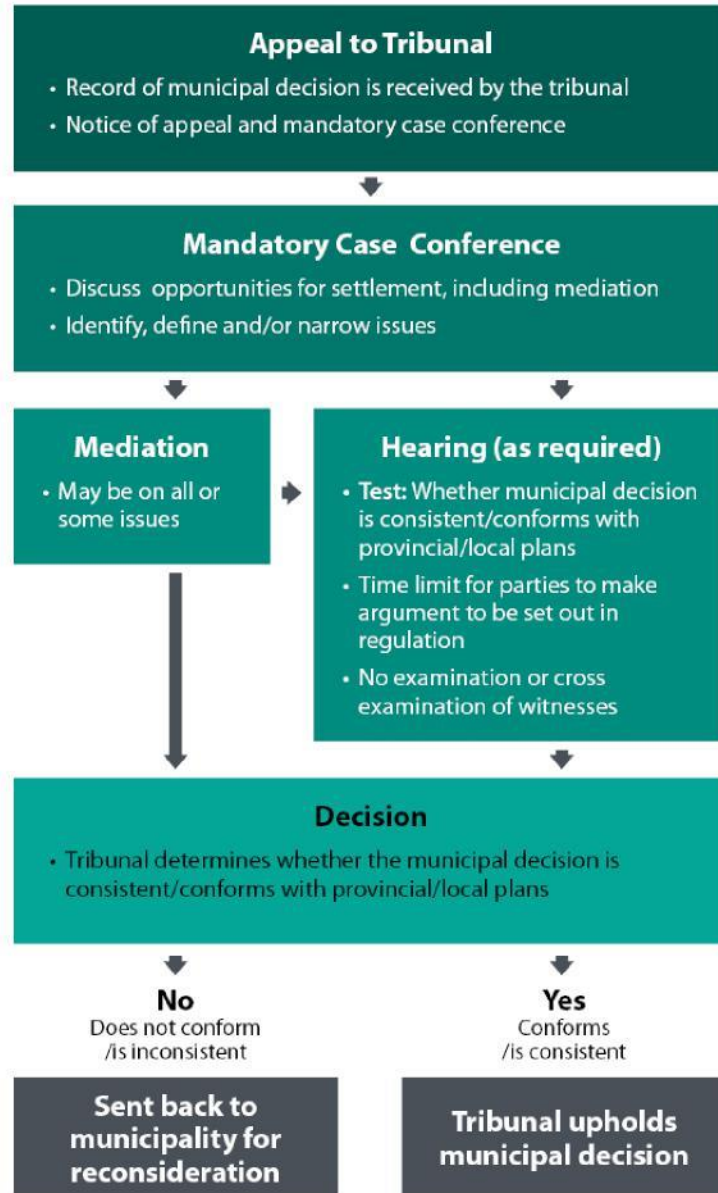 Appeal to Tribunal
• Record of municipal decision is received by the tribunal
• Notice of appeal and mandatory case conference
Mandatory Case Conference
• Discuss opportunities for settlement, including mediation
• Identify, define and/or narrow issues
Mediation
• May be on all or
some issues
Hearing (as required)
• Test: Whether municipal decision
is consistent/conforms with
provincial/local plans
• Time limit for parties to make
argument to be set out in
regulation
• No examination or cross
examination of witnesses
Decision
• Tribunal determines whether the municipal decision is
consistent/conforms with provincial/local plans
No
Does not conform
/is inconsistent
Sent back to
municipality for
reconsideration
Yes
Conforms
/is consistent
Tribunal upholds
municipal decision